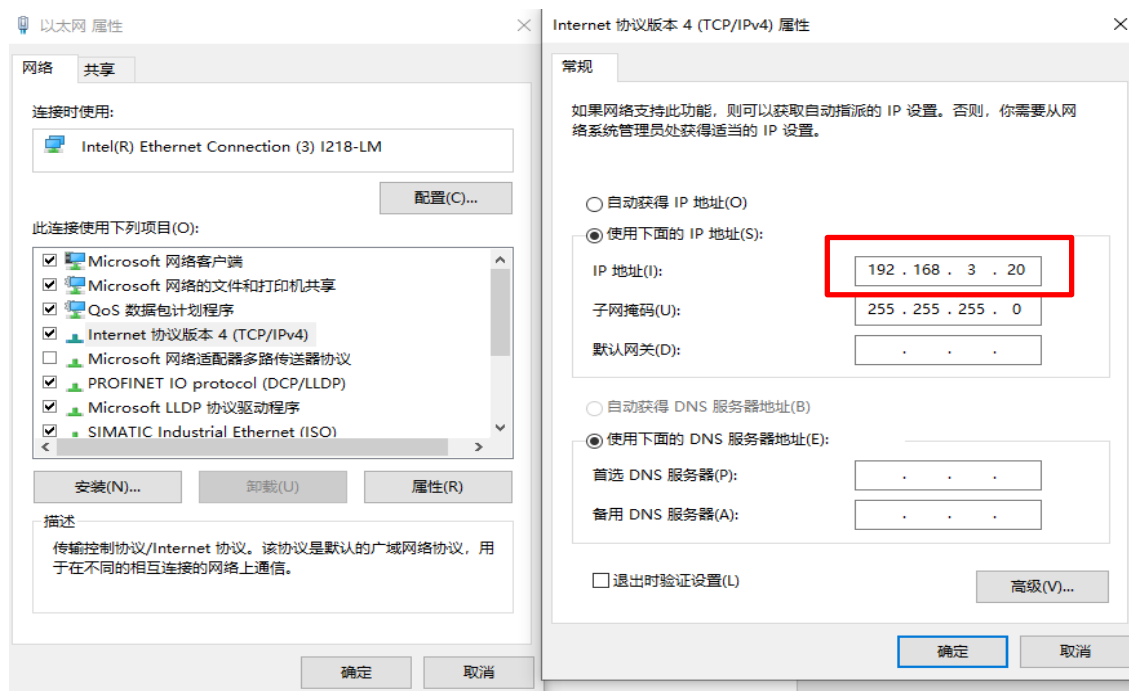 以太网 属性
网络
共享
连接时使用:
Intel(R) Ethernet Connection (3) I218-LM
配置(C)...
此连接使用下列项目(O):
Microsoft 网络客户端
Microsoft 网络的文件和打印机共享
QoS 数据包计划程序
Internet 协议版本 4 (TCP/IPv4)
Microsoft 网络适配器多路传送器协议
PROFINET IO protocol (DCP/LLDP)
Microsoft LLDP 协议驱动程序
SIMATIC Industrial Ethernet (ISO)
安装(N)...
卸载(U)
属性(R)
描述
传输控制协议/Internet 协议。该协议是默认的广域网络协议，用
于在不同的相互连接的网络上通信。
确定
取消
Internet 协议版本 4 (TCP/IPv4) 属性
常规
如果网络支持此功能，则可以获取自动指派的 IP 设置。否则，你需要从网
络系统管理员处获得适当的 IP 设置。
自动获得 IP 地址(O)
使用下面的 IP 地址(S):
IP 地址(I):
192 . 168 . 3 . 20
子网掩码(U):
255 . 255 . 255 . 0
默认网关(D):
. . .
自动获得 DNS 服务器地址(B)
使用下面的 DNS 服务器地址(E):
首选 DNS 服务器(P):
. . .
备用 DNS 服务器(A):
. . .
退出时验证设置(L)
高级(V)...
确定
取消